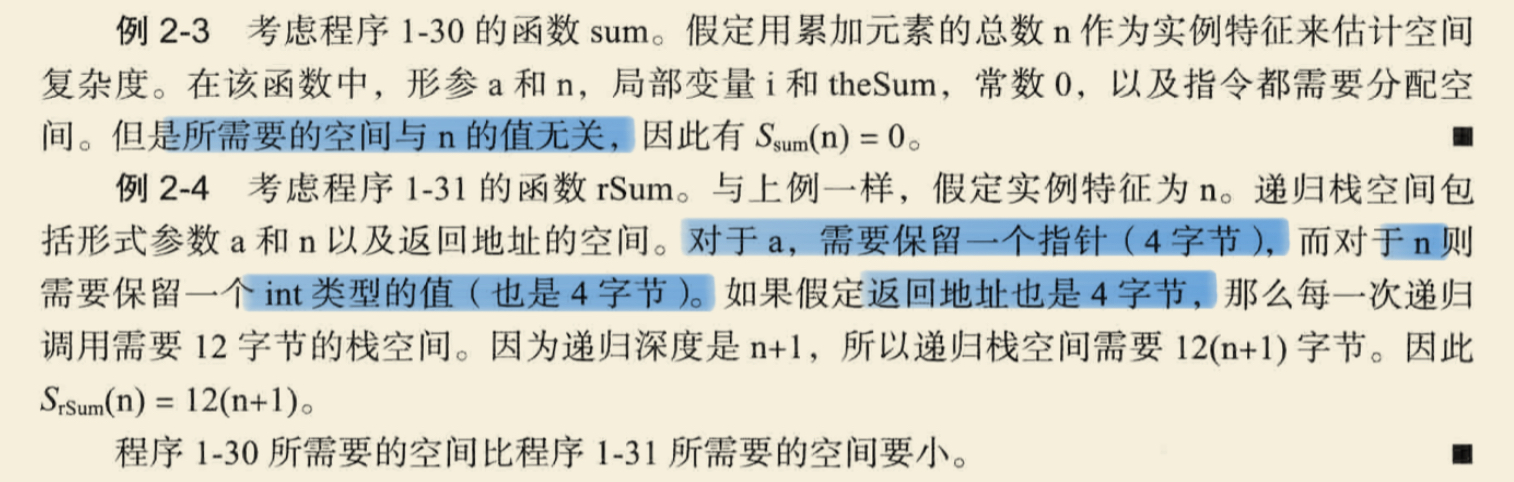 例 2-3 考虑程序 1-30 的函数 sum。假定用累加元素的总数 n 作为实例特征来估计空间
复杂度。在该函数中，形参 a 和 n，局部变量 i 和 theSum，常数 0，以及指令都需要分配空
间。但是所需要的空间与 n 的值无关，因此有 Ssum(n) = 0。
例 2-4 考虑程序 1-31 的函数 rSum。与上例一样，假定实例特征为 n。递归栈空间包
括形式参数 a 和 n 以及返回地址的空间。对于 a，需要保留一个指针（4 字节），而对于 n 则
需要保留一个 int 类型的值（也是 4 字节）。如果假定返回地址也是 4 字节，那么每一次递归
调用需要 12 字节的栈空间。因为递归深度是 n+1，所以递归栈空间需要 12(n+1) 字节。因此
SrSum(n) = 12(n+1)。
程序 1-30 所需要的空间比程序 1-31 所需要的空间要小。